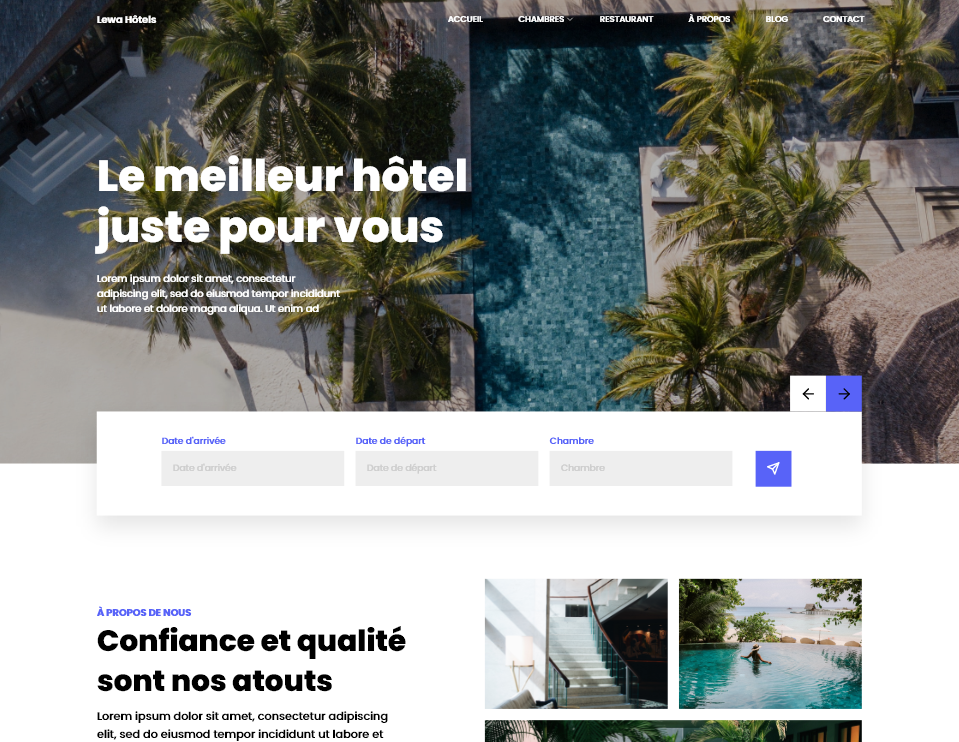 Lewa Hôtels
ACCUEIL CHAMBRES RESTAURANT À PROPOS BLOG CONTACT
Le meilleur hôtel
juste pour vous
Lorem ipsum dolor sit amet, consectetur
adipiscing elit, sed do eiusmod tempor incididunt
ut labore et dolore magna aliqua. Ut enim ad
Date d'arrivée Date de départ Chambre
Date d'arrivée Date de départ Chambre
À PROPOS DE NOUS
Confiance et qualité
sont nos atouts
Lorem ipsum dolor sit amet, consectetur adipiscing
elit, sed do eiusmod tempor incididunt ut labore et